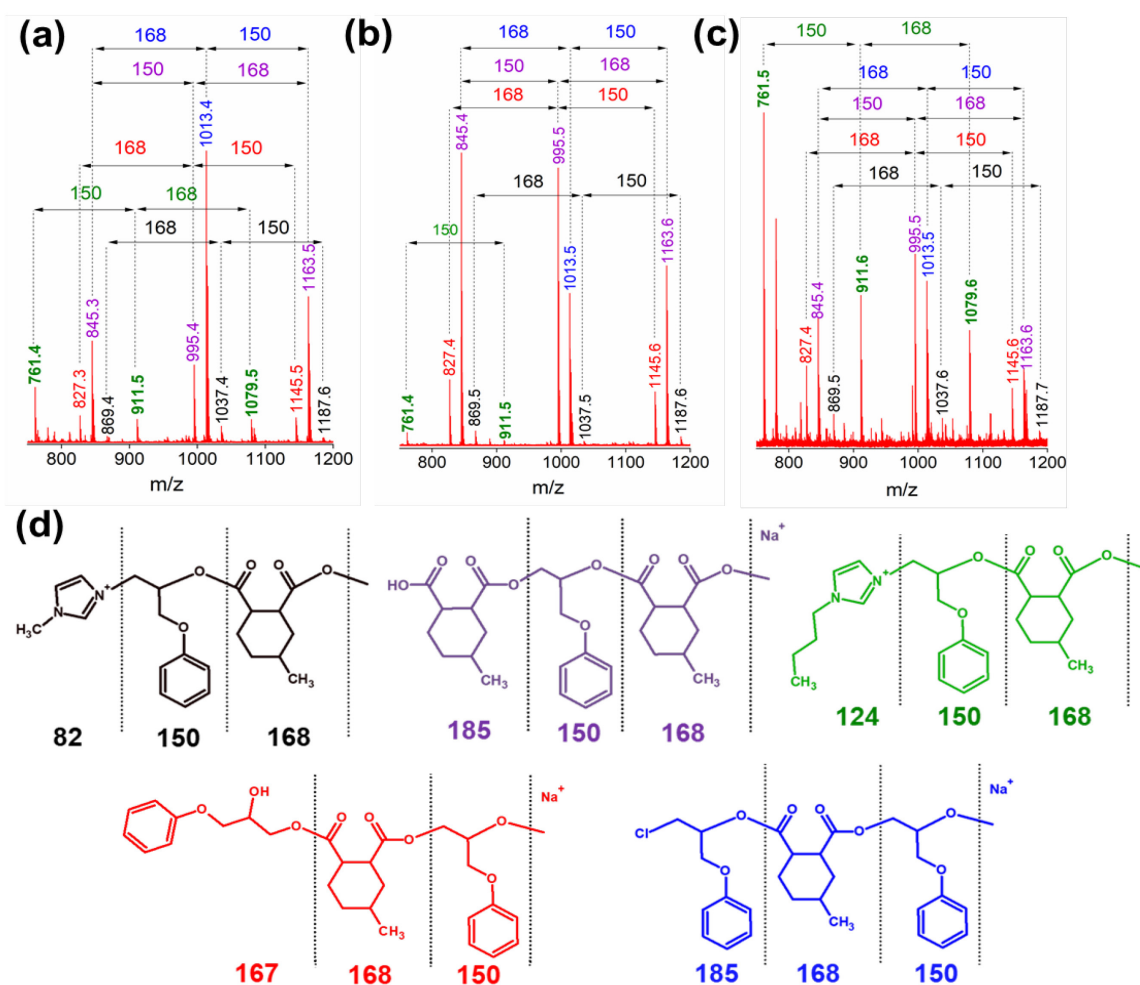 (a)
168
150
150
168
1013.4
168
150
150
168
168
150
761.4
827.3
845.3
869.4
911.5
995.4
1037.4
1079.5
1145.5
1163.5
1187.6
800
900
1000
1100
1200
m/z
(b)
168
150
150
168
168
150
845.4
995.5
168
150
150
1163.6
1013.5
761.4
827.4
869.5
911.5
1037.5
1145.6
1187.6
800
900
1000
1100
1200
m/z
(c)
150
168
761.5
168
150
150
168
168
150
168
150
827.4
845.4
869.5
911.6
995.5
1013.5
1037.6
1079.6
1145.6
1163.6
1187.7
800
900
1000
1100
1200
m/z
(d)
N
N+
H₃C
O
O
O
O
O
CH₃
82
150
168
HO
O
O
O
O
O
O
O
O
CH₃
CH₃
Na+
185
150
168
N
N+
CH₃
O
O
O
O
O
CH₃
124
150
168
O
OH
O
O
O
O
O
O
CH₃
Na+
167
168
150
Cl
O
O
O
O
O
O
O
CH₃
Na+
185
168
150